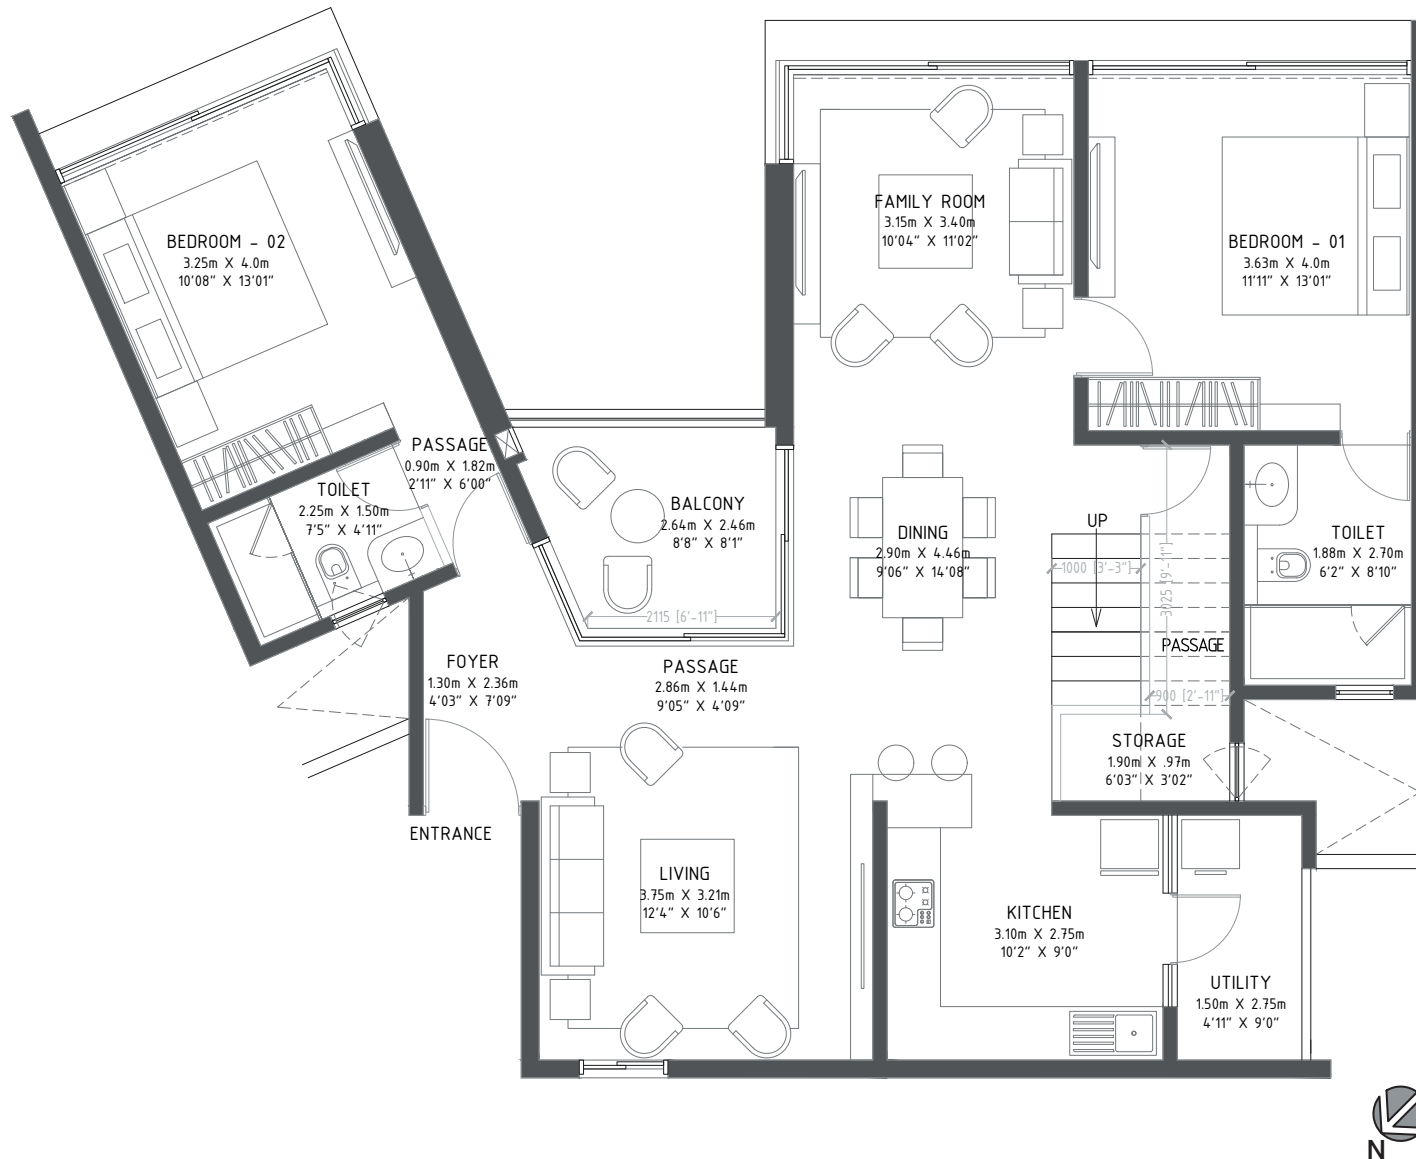 BEDROOM - 02
3.25m X 4.0m
10'08" X 13'01"
FAMILY ROOM
3.15m X 3.40m
10'04" X 11'02"
BEDROOM - 01
3.63m X 4.0m
11'11" X 13'01"
PASSAGE
0.90m X 1.82m
2'11" X 6'00"
TOILET
2.25m X 1.50m
7'5" X 4'11"
BALCONY
2.64m X 2.46m
8'8" X 8'1"
2115 [6'-11"]
DINING
2.90m X 4.46m
9'06" X 14'08"
UP
1000 [3'-3"]
3025 [9'-11"]
PASSAGE
900 [2'-11"]
TOILET
1.88m X 2.70m
6'2" X 8'10"
FOYER
1.30m X 2.36m
4'03" X 7'09"
PASSAGE
2.86m X 1.44m
9'05" X 4'09"
STORAGE
1.90m X .97m
6'03" X 3'02"
ENTRANCE
LIVING
3.75m X 3.21m
12'4" X 10'6"
KITCHEN
3.10m X 2.75m
10'2" X 9'0"
UTILITY
1.50m X 2.75m
4'11" X 9'0"
N